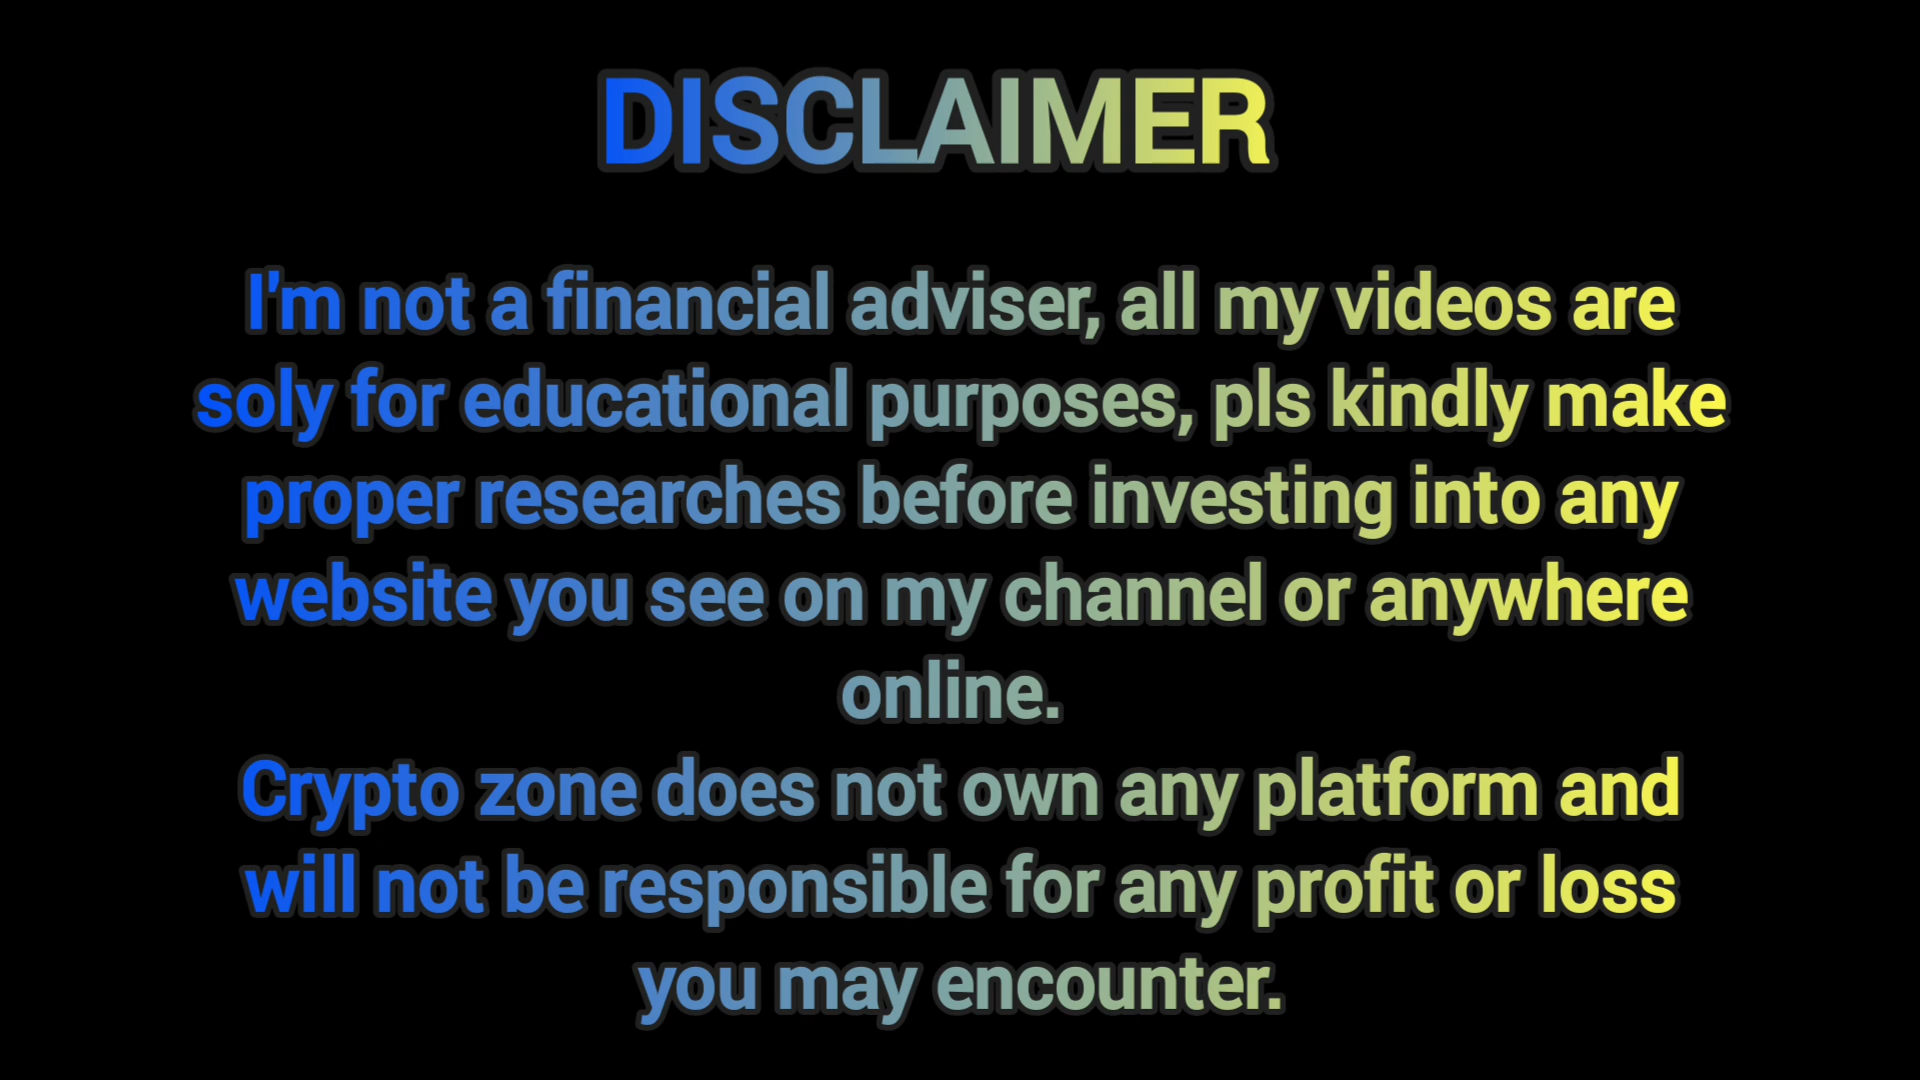 DISCLAIMER
I'm not a financial adviser, all my videos are
soly for educational purposes, pls kindly make
proper researches before investing into any
website you see on my channel or anywhere
online.
Crypto zone does not own any platform and
will not be responsible for any profit or loss
you may encounter.